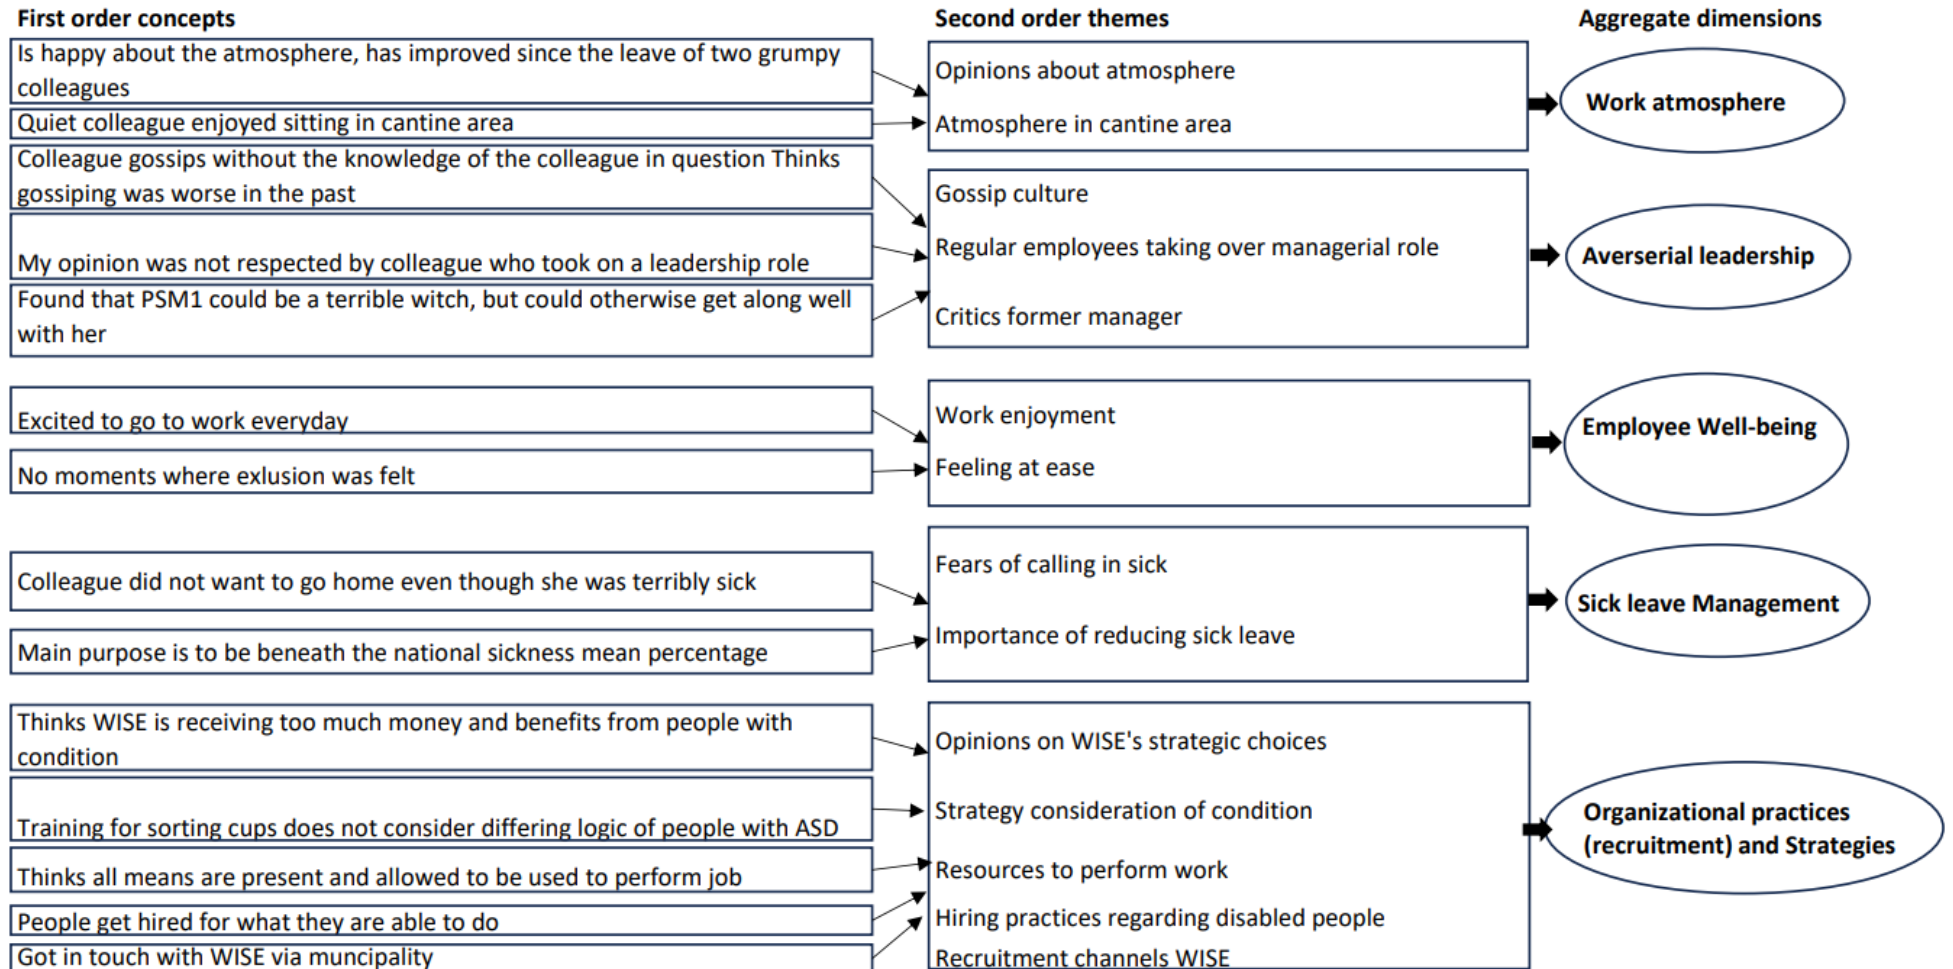 First order concepts
Second order themes
Aggregate dimensions
Is happy about the atmosphere, has improved since the leave of two grumpy
colleagues
Quiet colleague enjoyed sitting in cantine area
Opinions about atmosphere
Atmosphere in cantine area
Work atmosphere
Colleague gossips without the knowledge of the colleague in question Thinks
gossiping was worse in the past
My opinion was not respected by colleague who took on a leadership role
Found that PSM1 could be a terrible witch, but could otherwise get along well
with her
Gossip culture
Regular employees taking over managerial role
Critics former manager
Averserial leadership
Excited to go to work everyday
No moments where exlusion was felt
Work enjoyment
Feeling at ease
Employee Well-being
Colleague did not want to go home even though she was terribly sick
Main purpose is to be beneath the national sickness mean percentage
Fears of calling in sick
Importance of reducing sick leave
Sick leave Management
Thinks WISE is receiving too much money and benefits from people with
condition
Training for sorting cups does not consider differing logic of people with ASD
Thinks all means are present and allowed to be used to perform job
People get hired for what they are able to do
Got in touch with WISE via muncipality
Opinions on WISE's strategic choices
Strategy consideration of condition
Resources to perform work
Hiring practices regarding disabled people
Recruitment channels WISE
Organizational practices
(recruitment) and Strategies